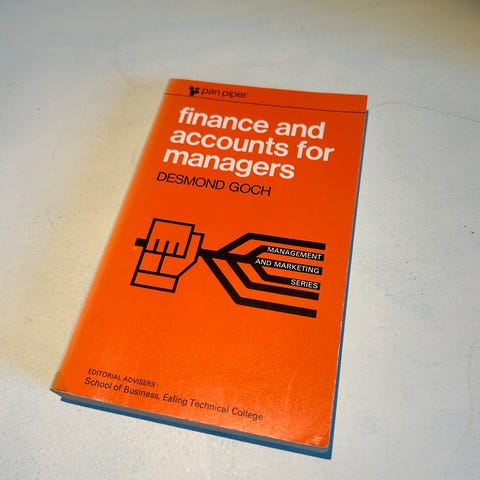 pan piper
finance and
accounts for
managers
DESMOND GOCH
MANAGEMENT
AND MARKETING
SERIES
EDITORIAL ADVISERS:
School of Business, Ealing Technical College